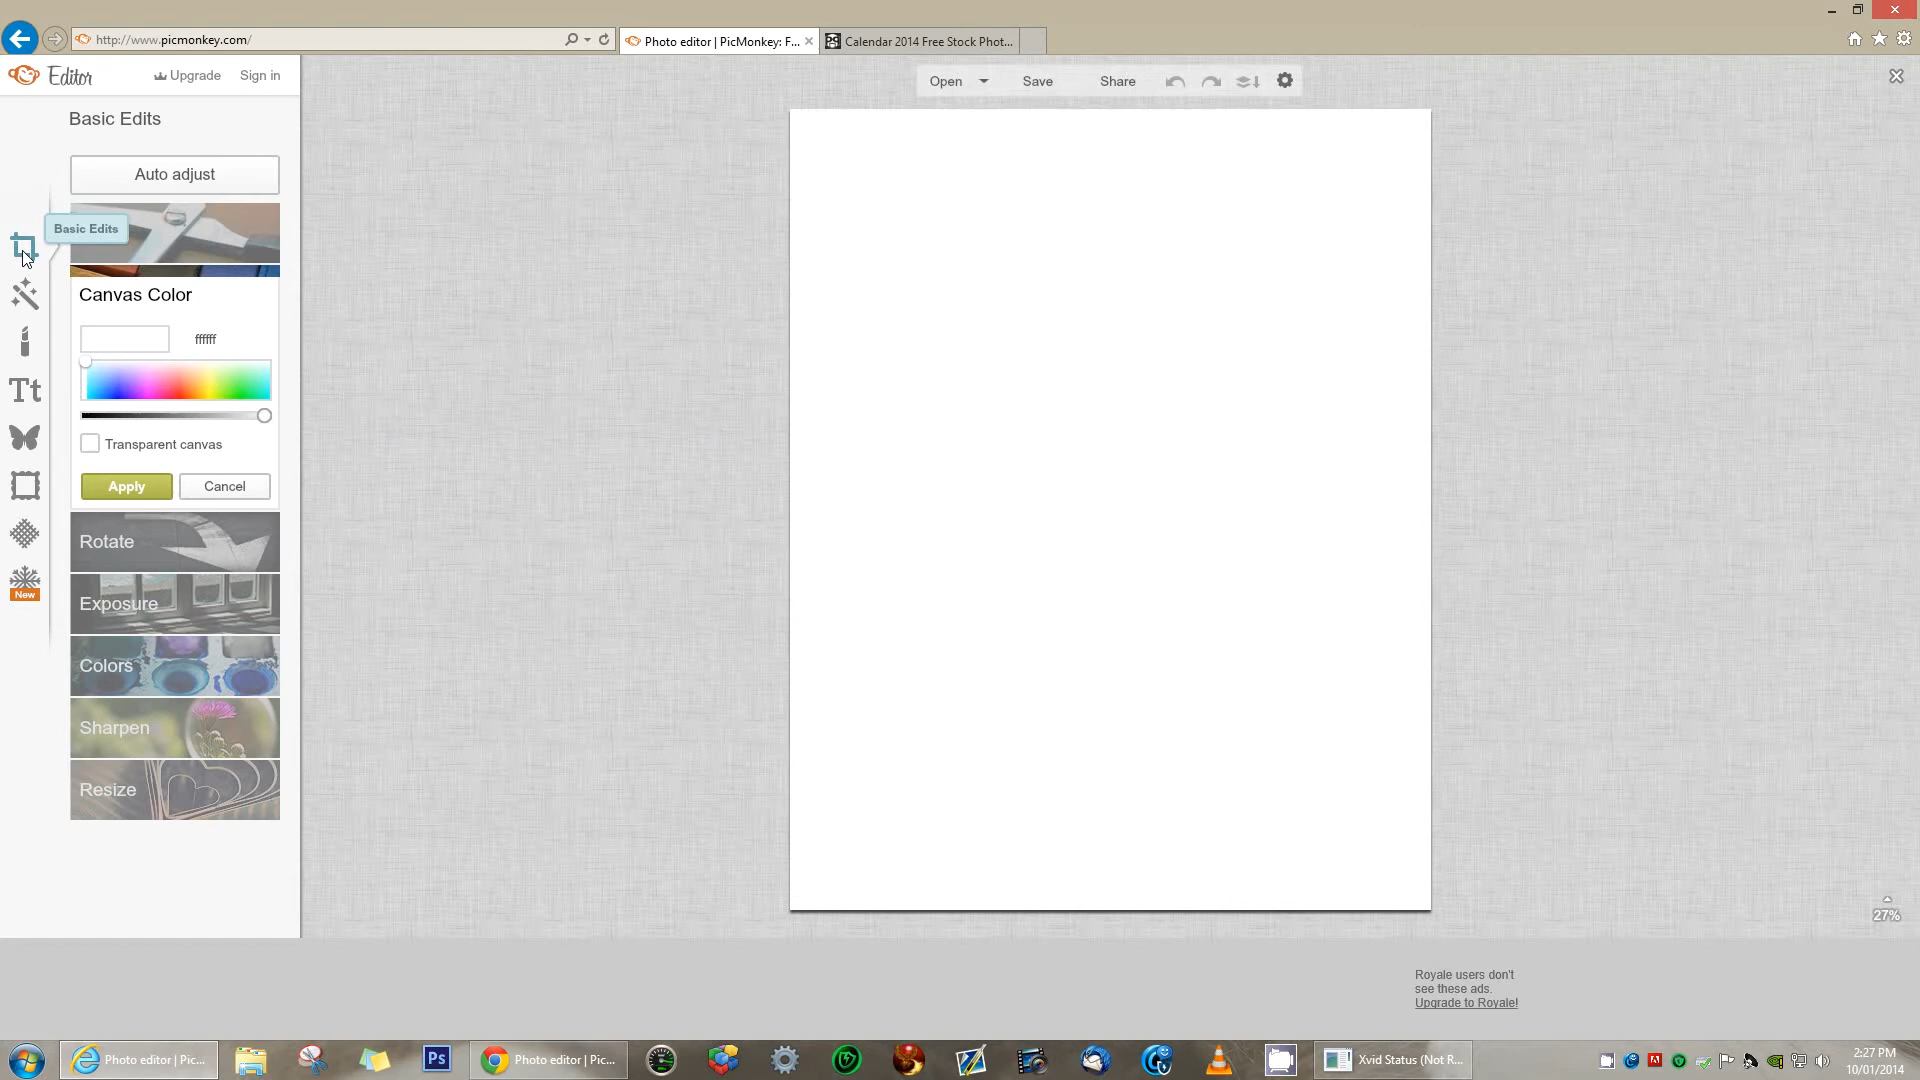 http://www.picmonkey.com/
Photo editor | PicMonkey: F...
Calendar 2014 Free Stock Phot...
Editor
Upgrade
Sign in
Open
Save
Share
Basic Edits
Auto adjust
Basic Edits
Canvas Color
ffffff
Transparent canvas
Apply
Cancel
Rotate
Exposure
Colors
Sharpen
Resize
Tt
New
27%
Royale users don't
see these ads.
Upgrade to Royale!
Photo editor | Pic...
Ps
Photo editor | Pic...
Xvid Status (Not R...
2:27 PM
10/01/2014